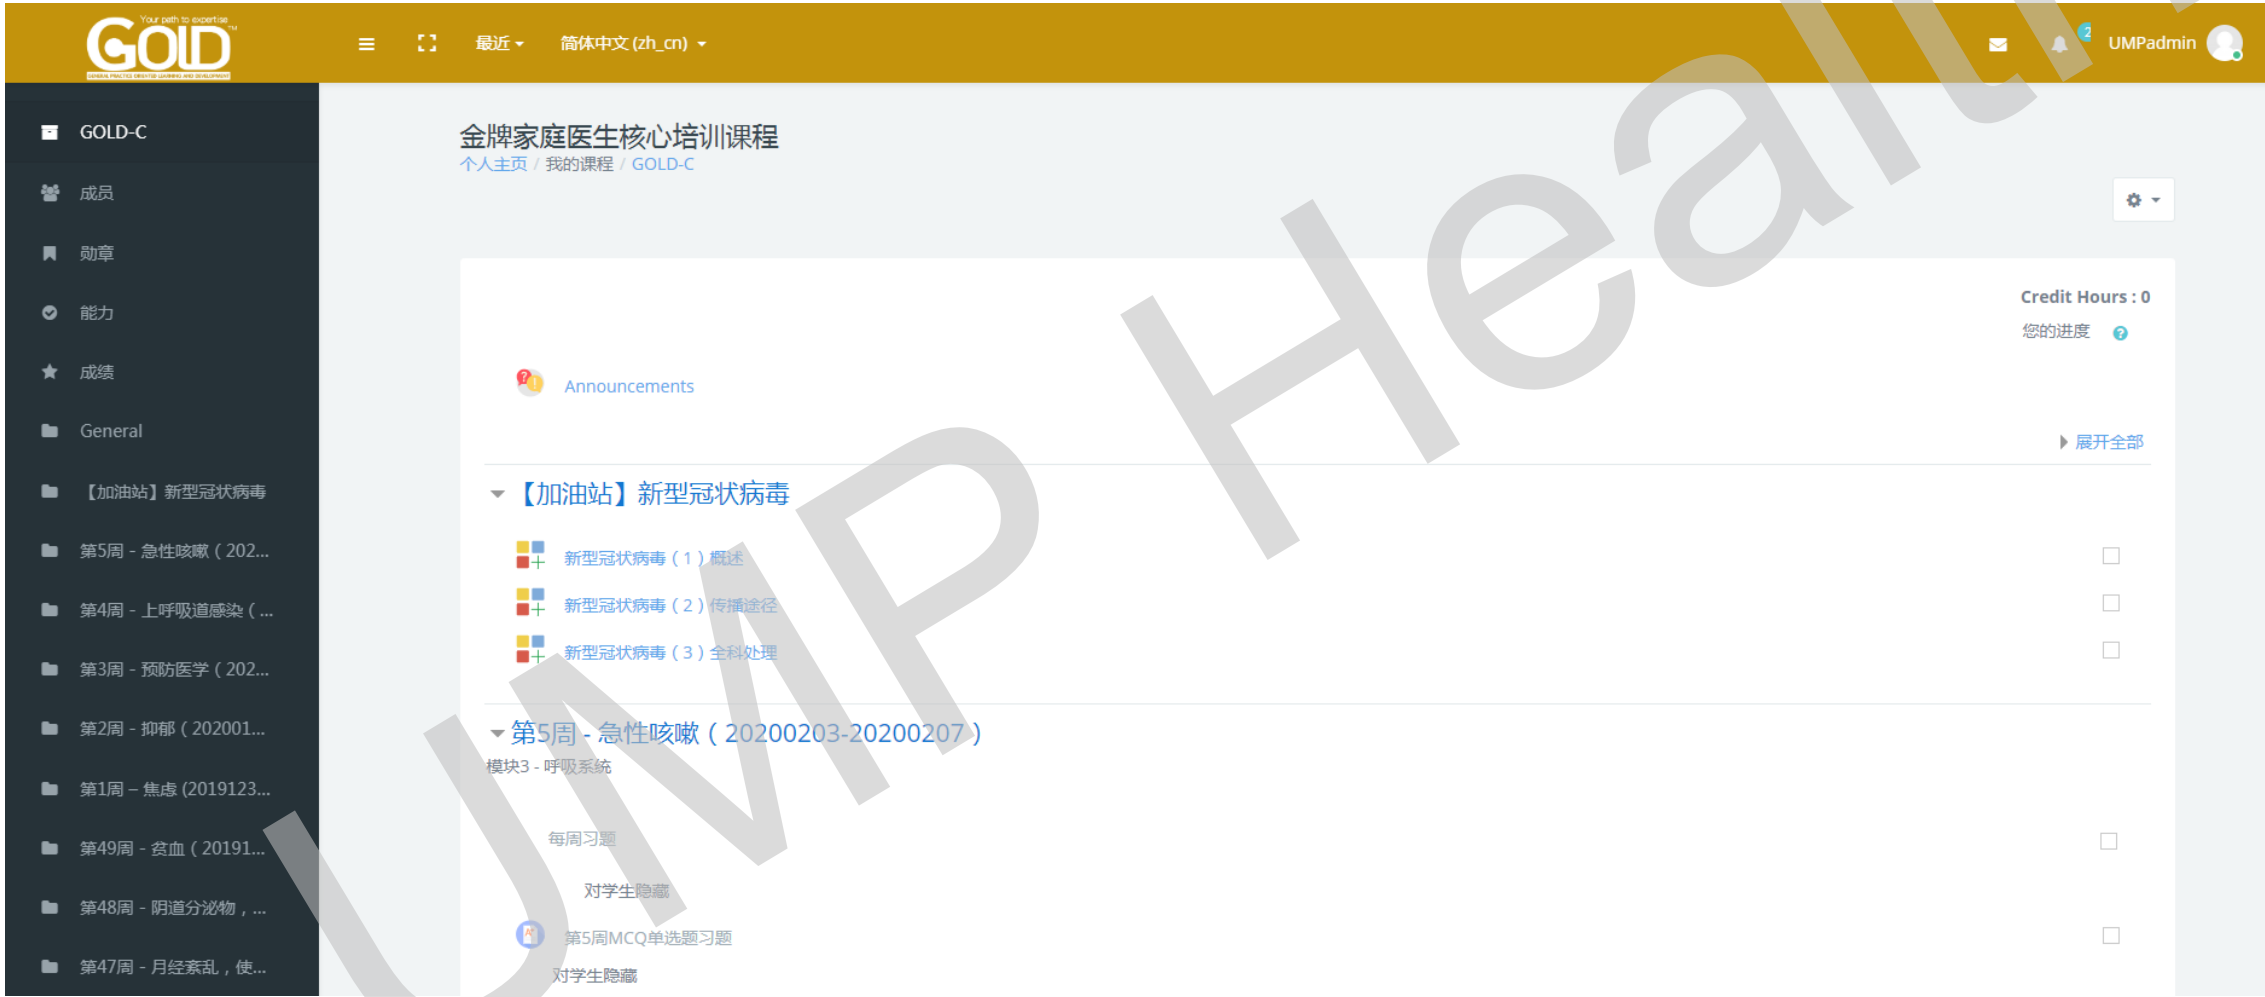 Your path to expertise
GOLD™
GENERAL PRACTICE ORIENTATED LEARNING AND DEVELOPMENT
最近
简体中文 (zh_cn)
2
UMPadmin
GOLD-C
成员
勋章
能力
成绩
General
【加油站】新型冠状病毒
第5周 - 急性咳嗽（202...
第4周 - 上呼吸道感染（...
第3周 - 预防医学（202...
第2周 - 抑郁（202001...
第1周 – 焦虑 (2019123...
第49周 - 贫血（20191...
第48周 - 阴道分泌物，...
第47周 - 月经紊乱，使...
金牌家庭医生核心培训课程
个人主页 / 我的课程 / GOLD-C
Credit Hours : 0
您的进度
Announcements
展开全部
【加油站】新型冠状病毒
新型冠状病毒（1）概述
新型冠状病毒（2）传播途径
新型冠状病毒（3）全科处理
第5周 - 急性咳嗽（20200203-20200207）
模块3 - 呼吸系统
每周习题
对学生隐藏
第5周MCQ单选题习题
对学生隐藏
UMP Health